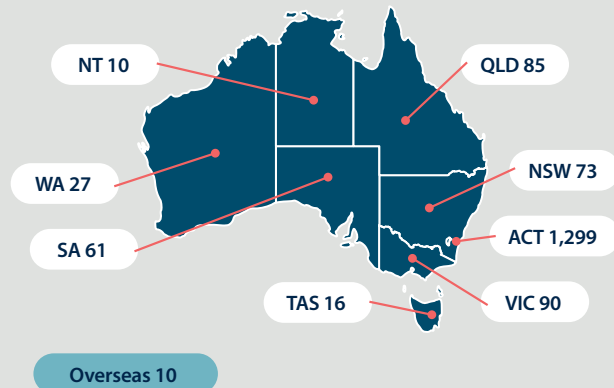 NT 10
QLD 85
WA 27
NSW 73
SA 61
ACT 1,299
TAS 16
VIC 90
Overseas 10